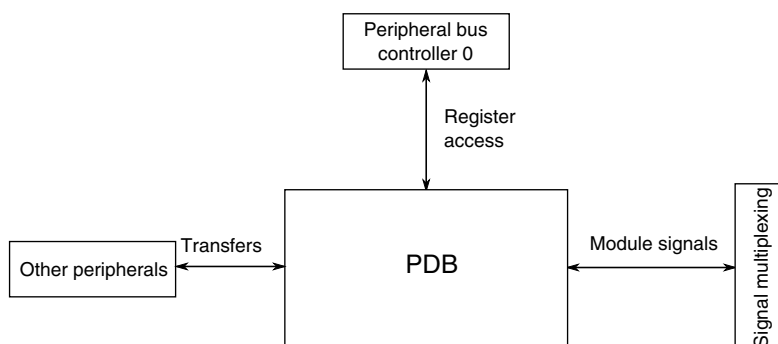 Peripheral bus
controller 0
Register
access
Transfers
Other peripherals
PDB
Module signals
Signal multiplexing